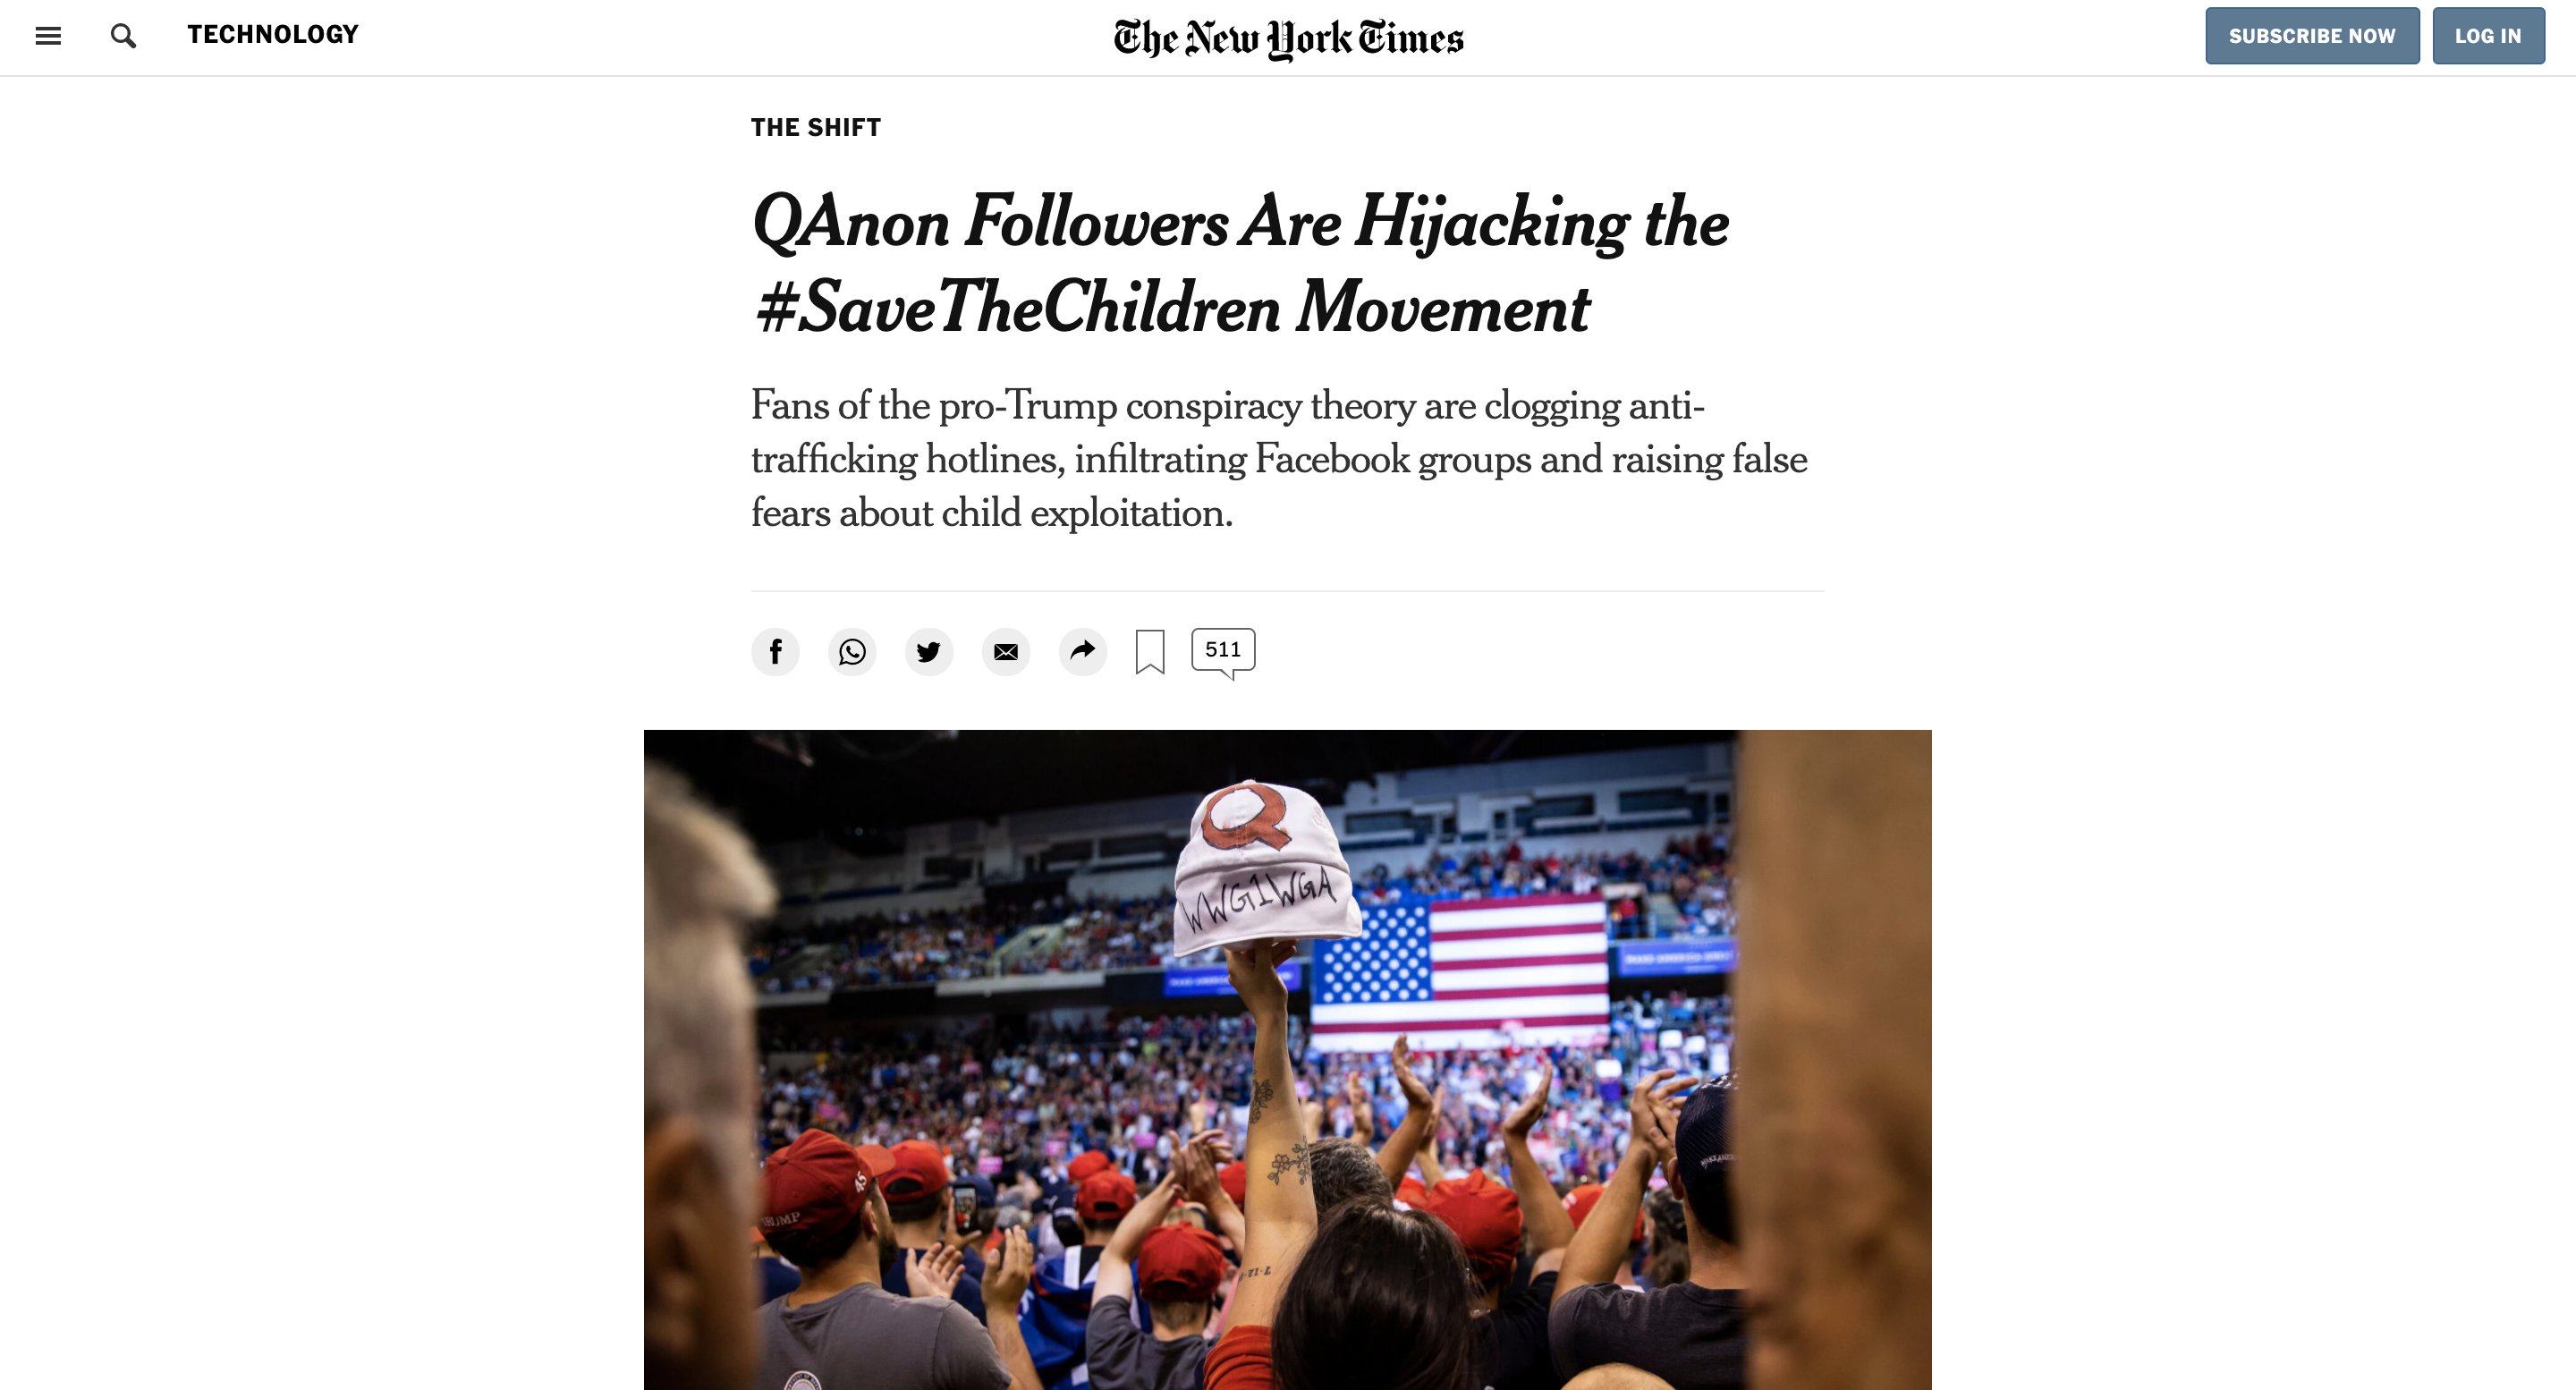 TECHNOLOGY
The New York Times
SUBSCRIBE NOW
LOG IN
THE SHIFT
QAnon Followers Are Hijacking the
#SaveTheChildren Movement
Fans of the pro-Trump conspiracy theory are clogging anti-
trafficking hotlines, infiltrating Facebook groups and raising false
fears about child exploitation.
511
Q
WWG1WGA
45
TRUMP